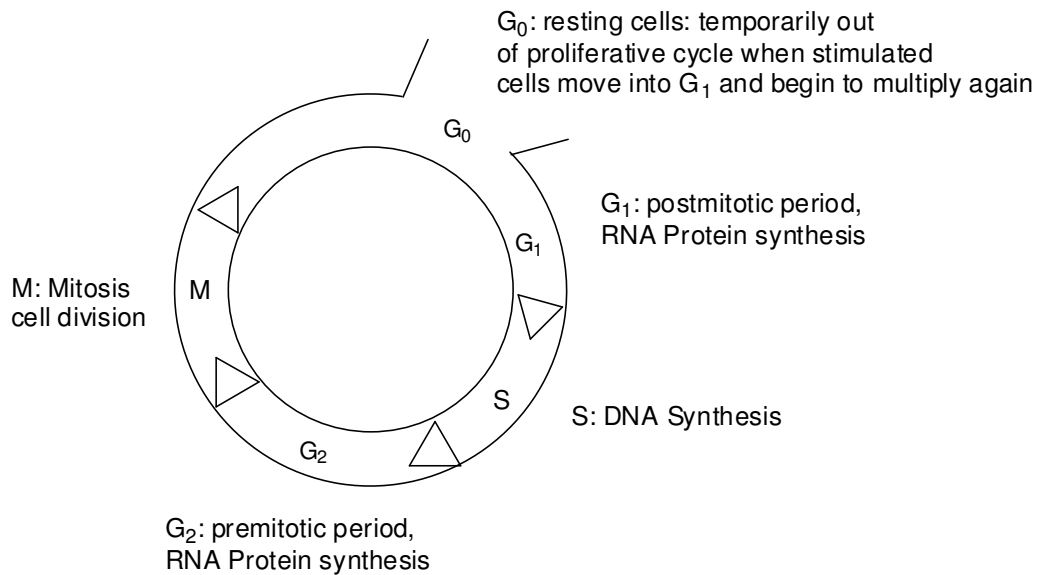 G₀: resting cells: temporarily out
of proliferative cycle when stimulated
cells move into G₁ and begin to multiply again
G₀
G₁: postmitotic period,
RNA Protein synthesis
G₁
M: Mitosis
cell division
M
S
S: DNA Synthesis
G₂
G₂: premitotic period,
RNA Protein synthesis